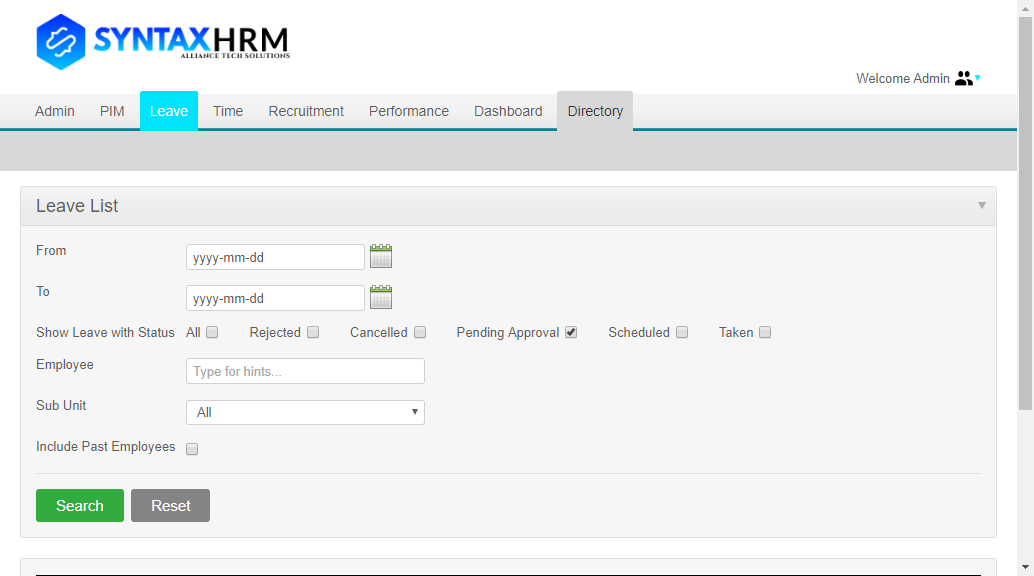 SYNTAXHRM
ALLIANCE TECH SOLUTIONS
Welcome Admin
Admin PIM Leave Time Recruitment Performance Dashboard Directory
Leave List
From yyyy-mm-dd
To yyyy-mm-dd
Show Leave with Status All Rejected Cancelled Pending Approval Scheduled Taken
Employee Type for hints...
Sub Unit All
Include Past Employees
Search Reset